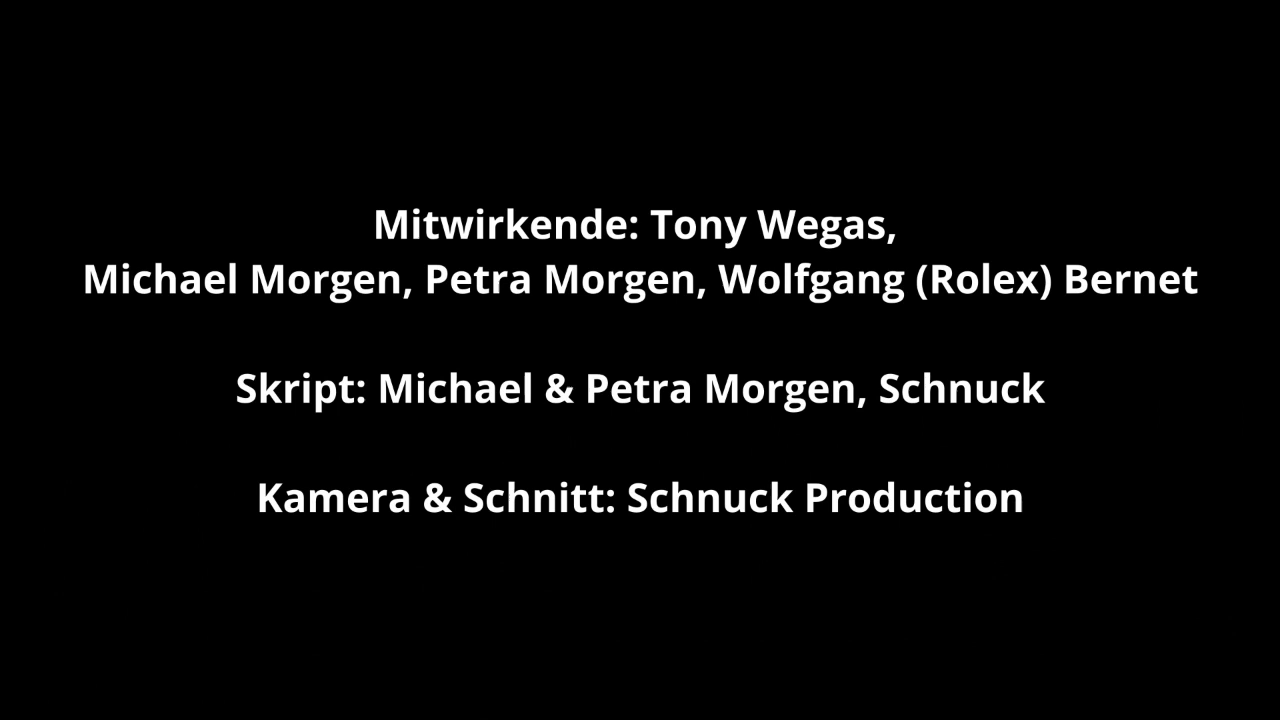 Mitwirkende: Tony Wegas,
Michael Morgen, Petra Morgen, Wolfgang (Rolex) Bernet
Skript: Michael & Petra Morgen, Schnuck
Kamera & Schnitt: Schnuck Production